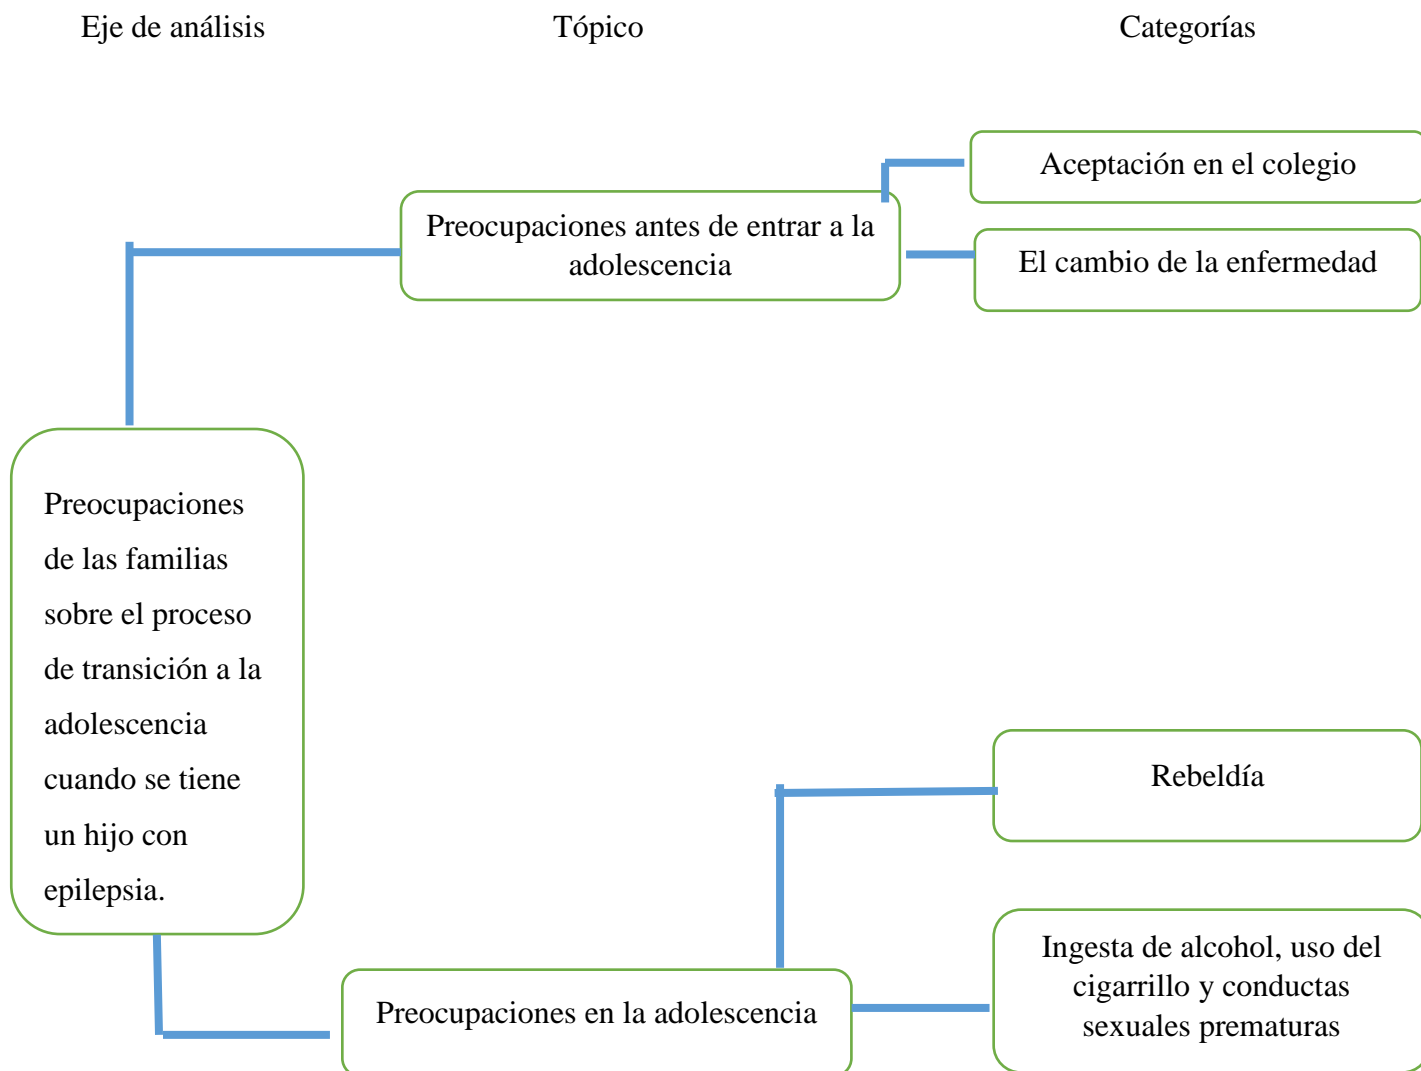 Eje de análisis
Tópico
Categorías
Aceptación en el colegio
Preocupaciones antes de entrar a la
adolescencia
El cambio de la enfermedad
Preocupaciones
de las familias
sobre el proceso
de transición a la
adolescencia
cuando se tiene
un hijo con
epilepsia.
Rebeldía
Ingesta de alcohol, uso del
cigarrillo y conductas
sexuales prematuras
Preocupaciones en la adolescencia